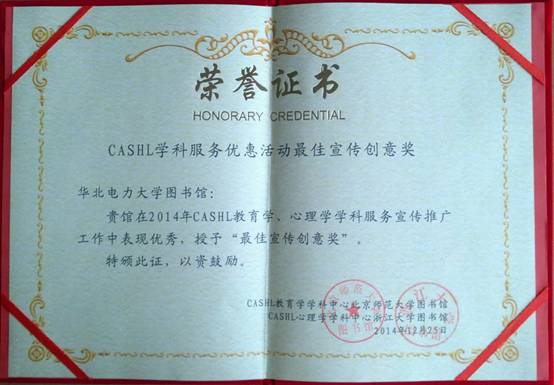 荣誉证书
HONORARY CREDENTIAL
CASHL学科服务优惠活动最佳宣传创意奖
华北电力大学图书馆：
贵馆在2014年CASHL教育学、心理学学科服务宣传推广
工作中表现优秀，授予“最佳宣传创意奖”。
特颁此证，以资鼓励。
CASHL教育学学科中心北京师范大学图书馆
CASHL心理学学科中心浙江大学图书馆
2014年12月25日